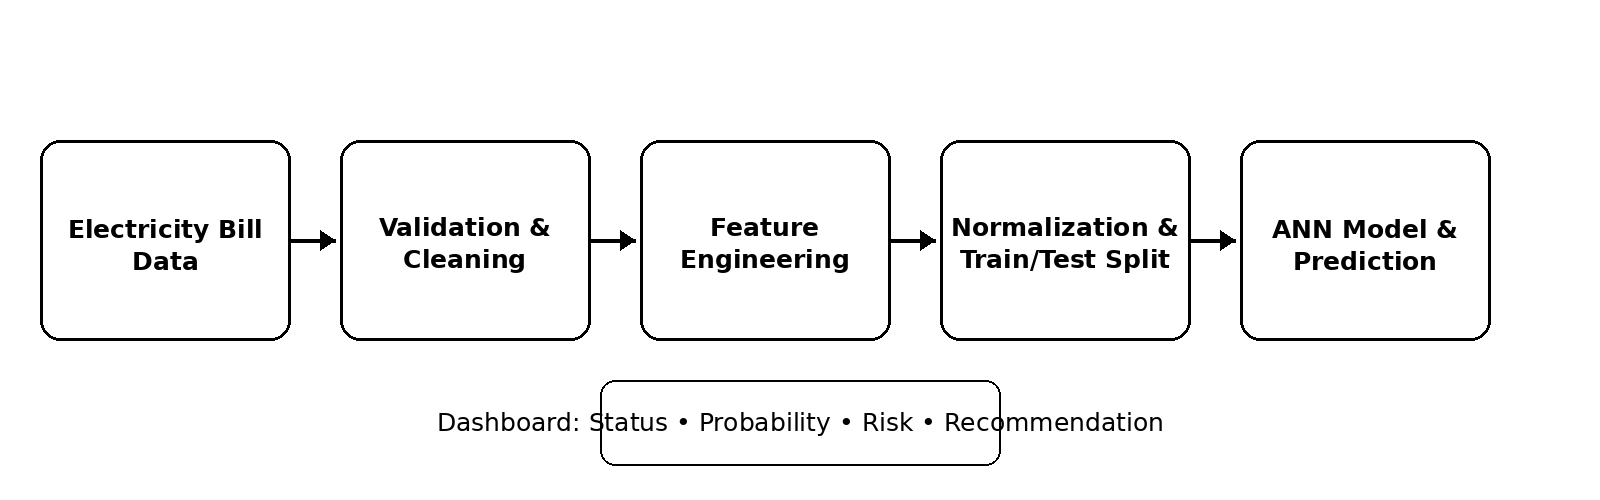 Electricity Bill
Data
Validation &
Cleaning
Feature
Engineering
Normalization &
Train/Test Split
ANN Model &
Prediction
Dashboard: Status • Probability • Risk • Recommendation